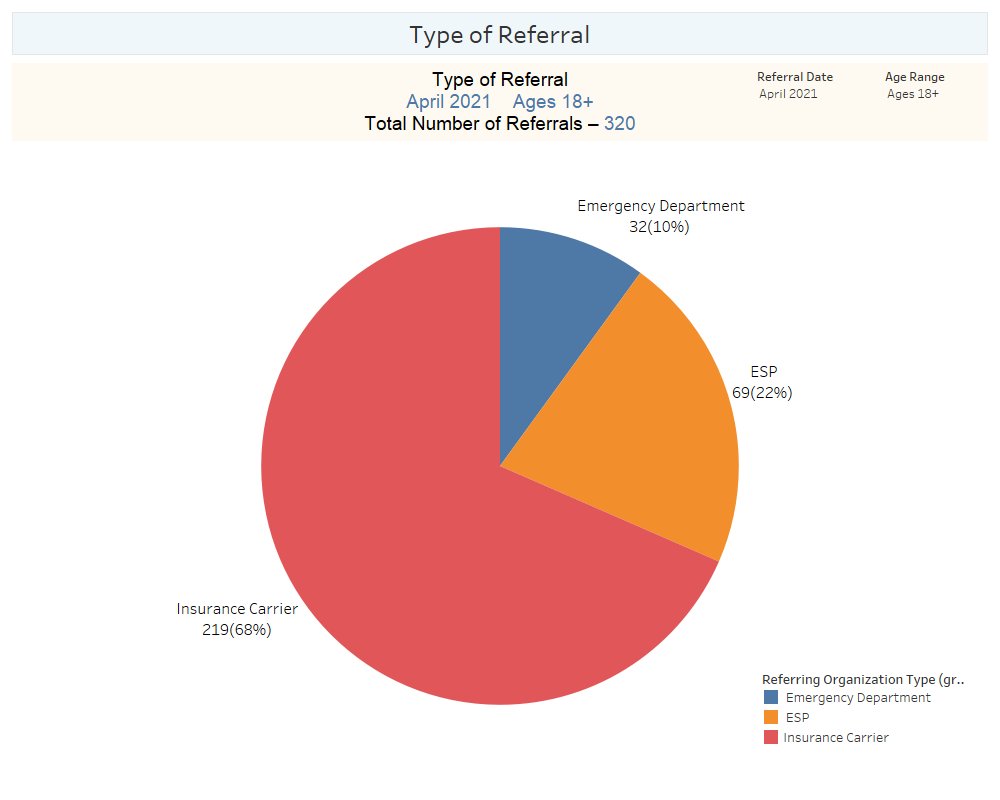 Type of Referral
Type of Referral
April 2021 Ages 18+
Total Number of Referrals – 320
Referral Date
April 2021
Age Range
Ages 18+
Emergency Department
32(10%)
ESP
69(22%)
Insurance Carrier
219(68%)
Referring Organization Type (gr..
Emergency Department
ESP
Insurance Carrier